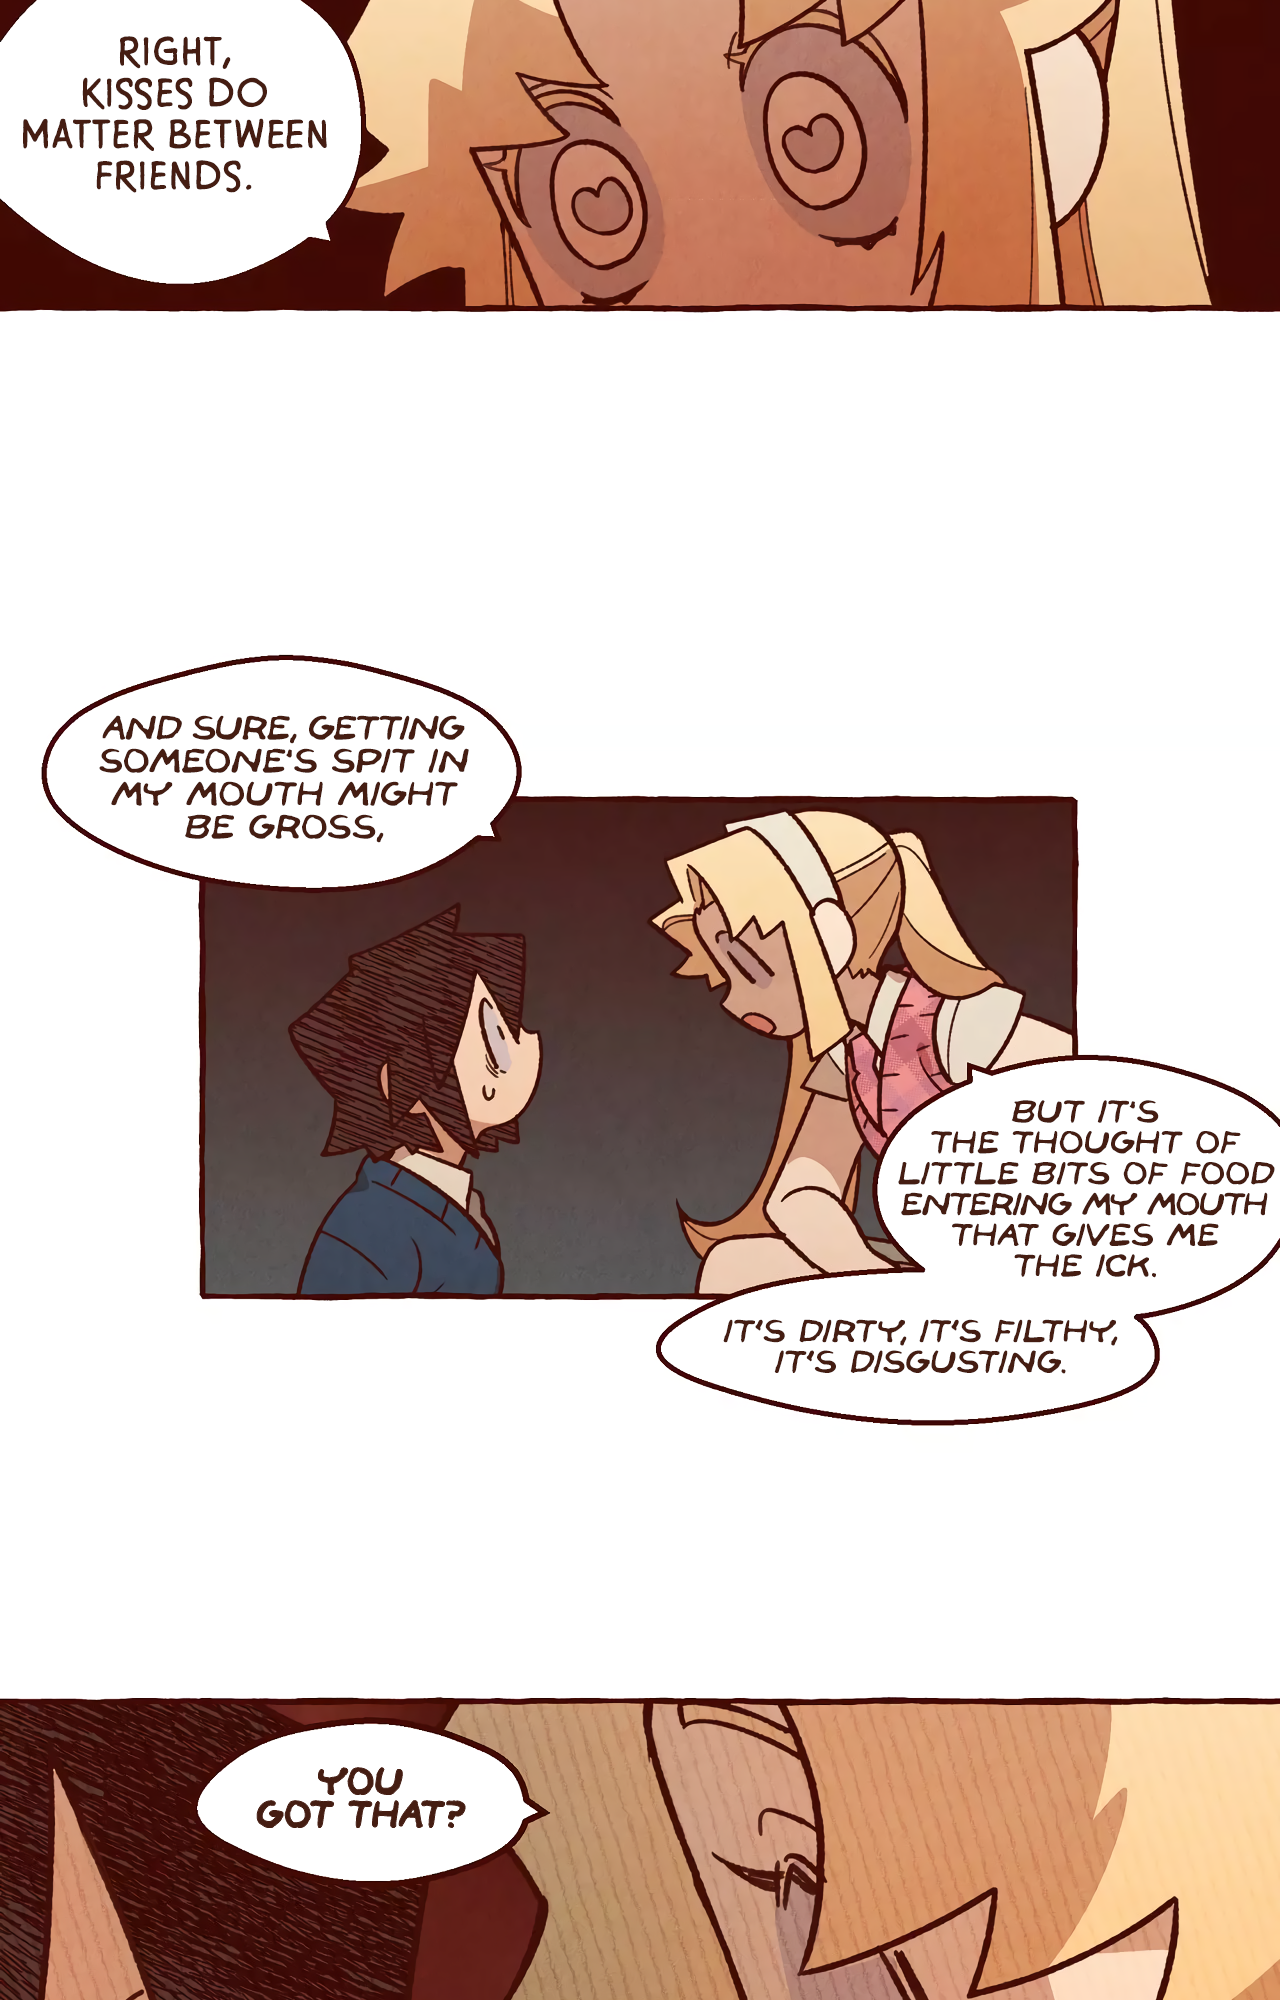 RIGHT,
KISSES DO
MATTER BETWEEN
FRIENDS.
AND SURE, GETTING
SOMEONE'S SPIT IN
MY MOUTH MIGHT
BE GROSS,
BUT IT'S
THE THOUGHT OF
LITTLE BITS OF FOOD
ENTERING MY MOUTH
THAT GIVES ME
THE ICK.
IT'S DIRTY, IT'S FILTHY,
IT'S DISGUSTING.
YOU
GOT THAT?